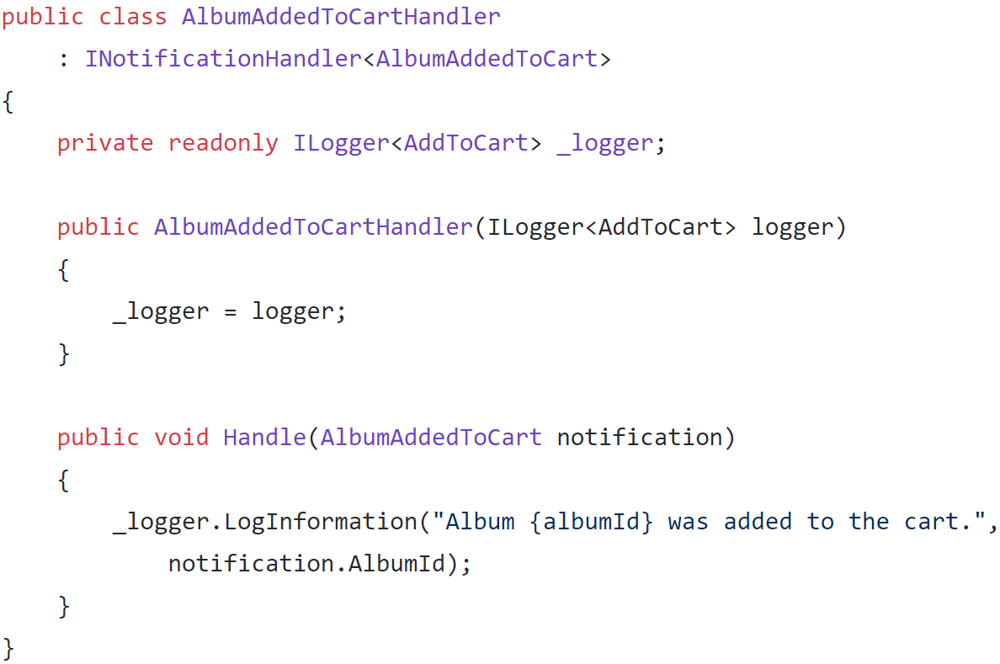 public class AlbumAddedToCartHandler
    : INotificationHandler<AlbumAddedToCart>
{
    private readonly ILogger<AddToCart> _logger;

    public AlbumAddedToCartHandler(ILogger<AddToCart> logger)
    {
        _logger = logger;
    }

    public void Handle(AlbumAddedToCart notification)
    {
        _logger.LogInformation("Album {albumId} was added to the cart.",
            notification.AlbumId);
    }
}